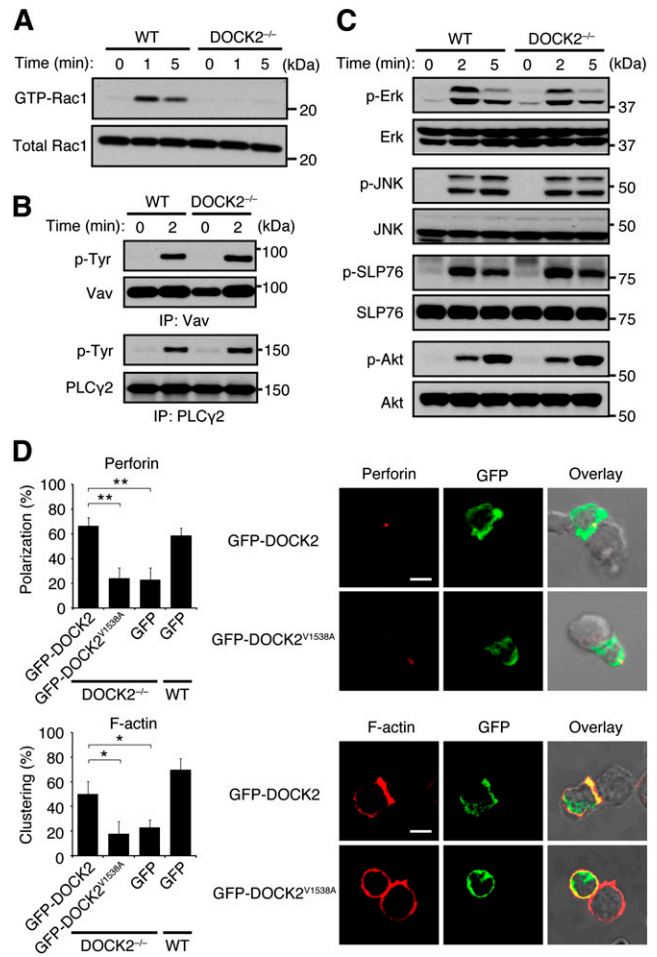 A
WT DOCK2–/–
Time (min): 0 1 5 0 1 5 (kDa)
GTP-Rac1
20
Total Rac1
20
B
WT DOCK2–/–
Time (min): 0 2 0 2 (kDa)
p-Tyr
100
Vav
100
IP: Vav
p-Tyr
150
PLCγ2
150
IP: PLCγ2
C
WT DOCK2–/–
Time (min): 0 2 5 0 2 5 (kDa)
p-Erk
37
Erk
37
p-JNK
50
JNK
50
p-SLP76
75
SLP76
75
p-Akt
50
Akt
50
D
Perforin
Polarization (%)
100
80
60
40
20
0
**
**
GFP-DOCK2
GFP-DOCK2V1538A
GFP
GFP
DOCK2–/– WT
Perforin GFP Overlay
GFP-DOCK2
GFP-DOCK2V1538A
F-actin
Clustering (%)
100
80
60
40
20
0
*
*
GFP-DOCK2
GFP-DOCK2V1538A
GFP
GFP
DOCK2–/– WT
F-actin GFP Overlay
GFP-DOCK2
GFP-DOCK2V1538A